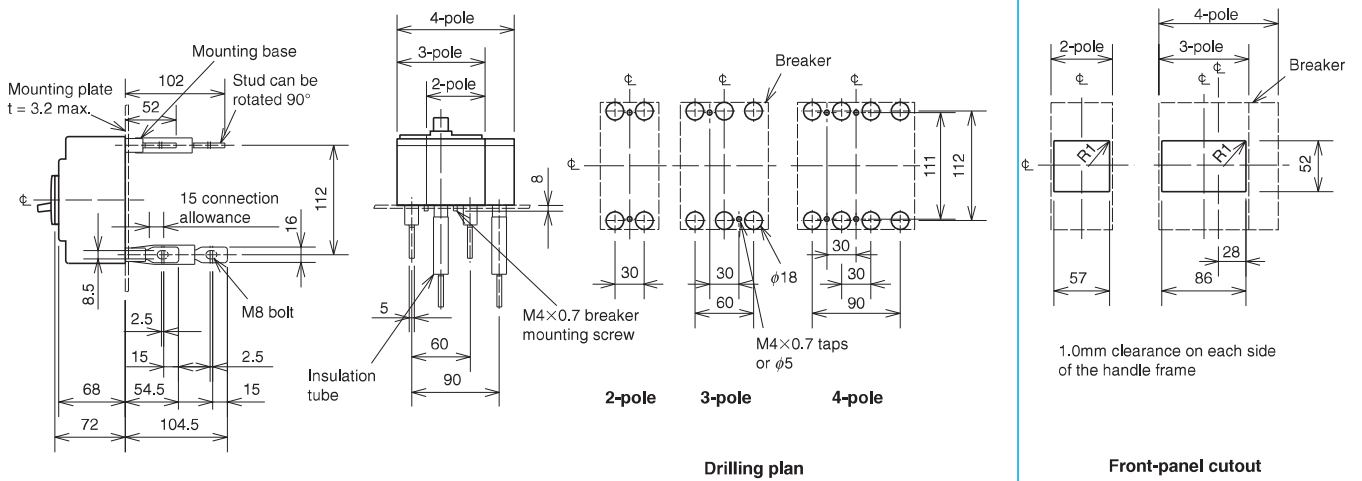 Mounting base
Mounting plate
t = 3.2 max.
102
52
Stud can be
rotated 90°
℄
15 connection
allowance
112
16
8.5
M8 bolt
2.5
15
2.5
68
54.5
15
72
104.5
4-pole
3-pole
2-pole
8
5
60
90
M4×0.7 breaker
mounting screw
Insulation
tube
Breaker
℄
℄
℄
℄
111
112
30
30
60
φ18
30
30
90
M4×0.7 taps
or φ5
2-pole
3-pole
4-pole
Drilling plan
4-pole
2-pole
3-pole
℄
℄
℄
Breaker
℄
R1
R1
52
28
57
86
1.0mm clearance on each side
of the handle frame
Front-panel cutout